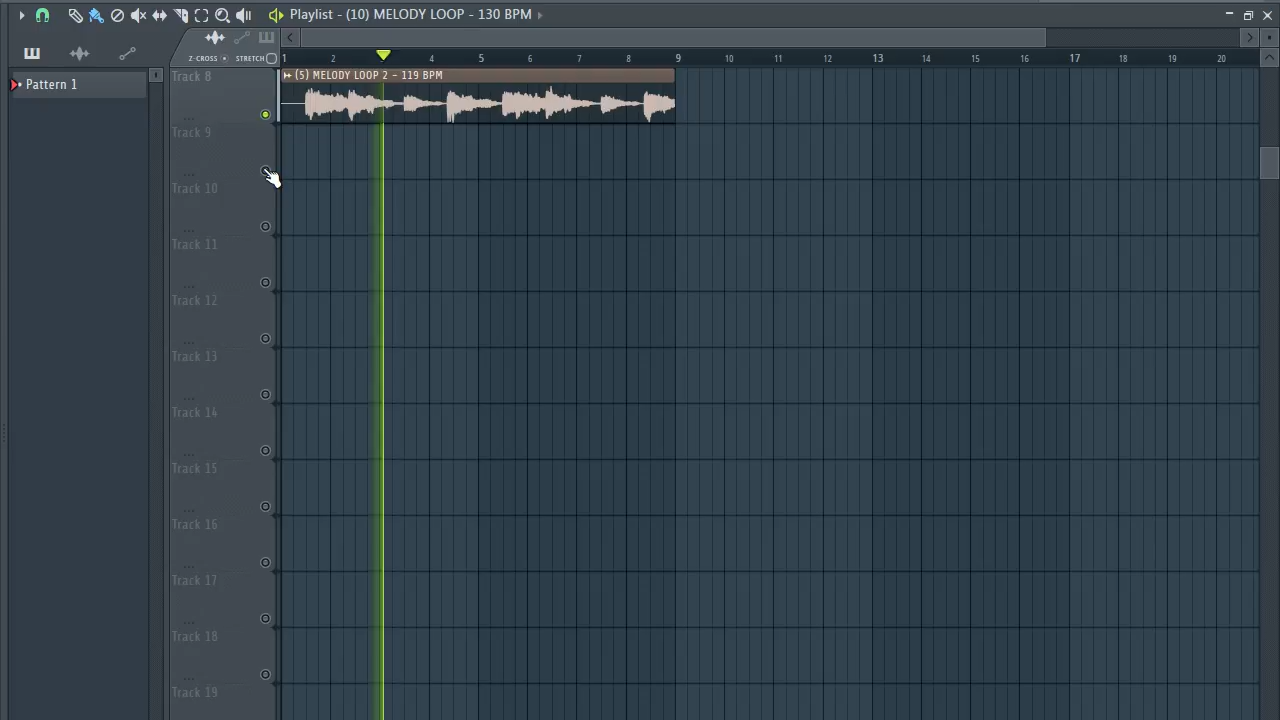 Playlist - (10) MELODY LOOP - 130 BPM
Z-CROSS STRETCH
1 2 3 4 5 6 7 8 9 10 11 12 13 14 15 16 17 18 19 20
Pattern 1
Track 8
(5) MELODY LOOP 2 - 119 BPM
Track 9
Track 10
Track 11
Track 12
Track 13
Track 14
Track 15
Track 16
Track 17
Track 18
Track 19